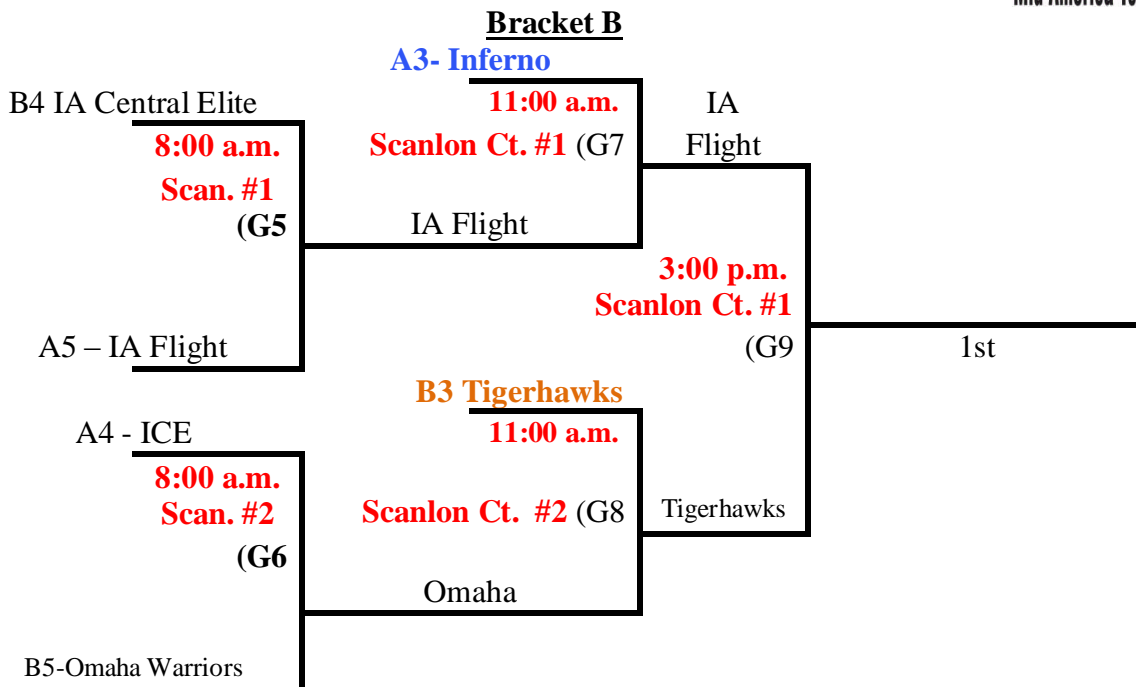 Bracket B
A3- Inferno
B4 IA Central Elite
11:00 a.m.
IA
8:00 a.m.
Scanlon Ct. #1 (G7
Flight
Scan. #1
(G5
IA Flight
3:00 p.m.
Scanlon Ct. #1
A5 – IA Flight
(G9
1st
B3 Tigerhawks
A4 - ICE
11:00 a.m.
8:00 a.m.
Scan. #2
Scanlon Ct. #2 (G8
Tigerhawks
(G6
Omaha
B5-Omaha Warriors